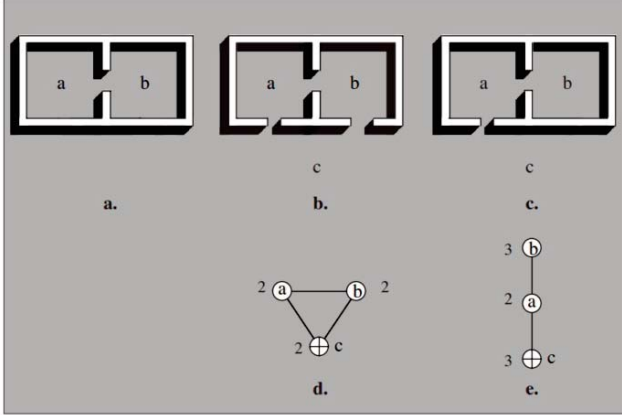 a b a b a b
c c
a. b. c.
3 b
2 a b 2 2 a
2 c 3 c
d. e.